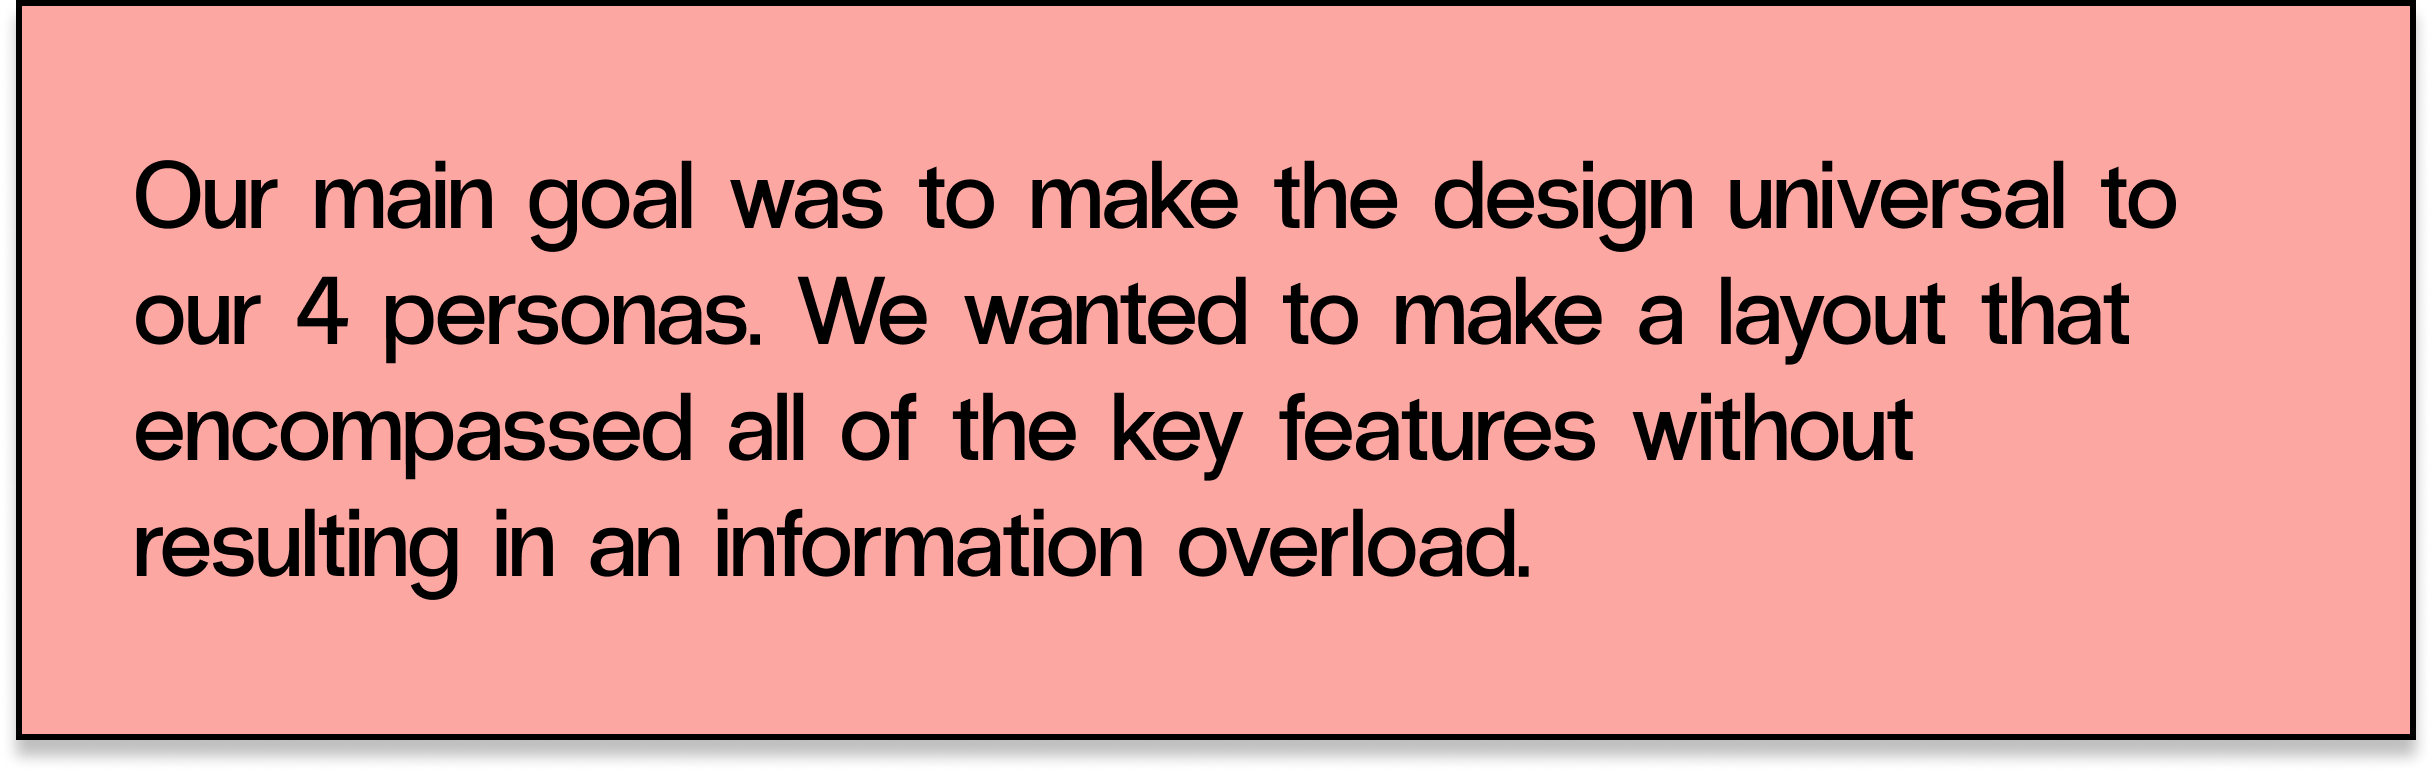 Our main goal was to make the design universal to
our 4 personas. We wanted to make a layout that
encompassed all of the key features without
resulting in an information overload.